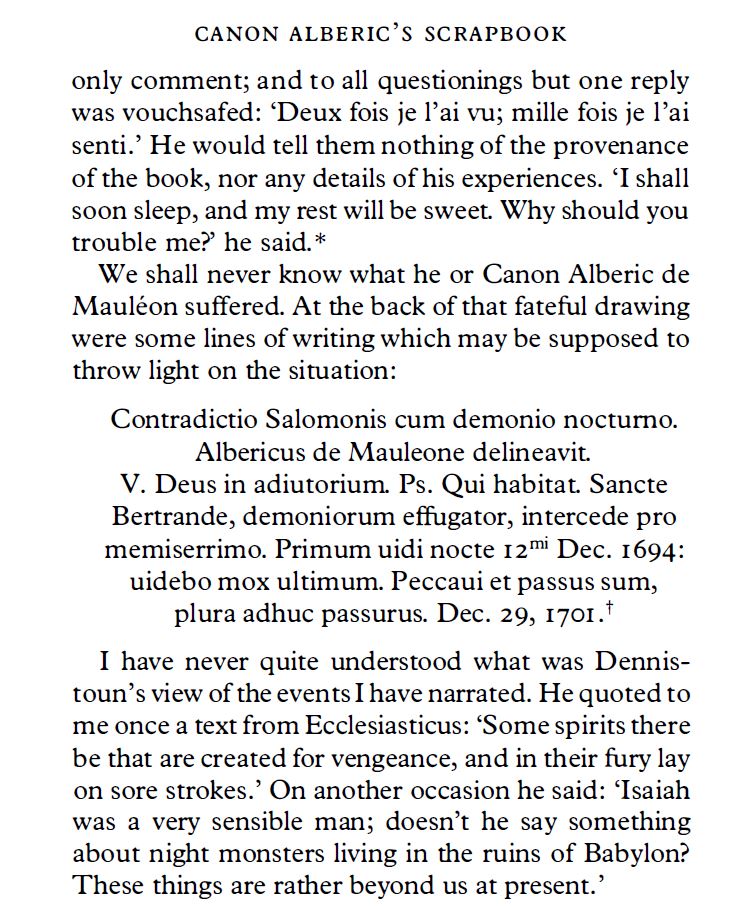 CANON ALBERIC’S SCRAPBOOK
only comment; and to all questionings but one reply
was vouchsafed: ‘Deux fois je l’ai vu; mille fois je l’ai
senti.’ He would tell them nothing of the provenance
of the book, nor any details of his experiences. ‘I shall
soon sleep, and my rest will be sweet. Why should you
trouble me?’ he said.*
We shall never know what he or Canon Alberic de
Mauléon suffered. At the back of that fateful drawing
were some lines of writing which may be supposed to
throw light on the situation:
Contradictio Salomonis cum demonio nocturno.
Albericus de Mauleone delineavit.
V. Deus in adiutorium. Ps. Qui habitat. Sancte
Bertrande, demoniorum effugator, intercede pro
memiserrimo. Primum uidi nocte 12mi Dec. 1694:
uidebo mox ultimum. Peccaui et passus sum,
plura adhuc passurus. Dec. 29, 1701.†
I have never quite understood what was Dennis-
toun’s view of the events I have narrated. He quoted to
me once a text from Ecclesiasticus: ‘Some spirits there
be that are created for vengeance, and in their fury lay
on sore strokes.’ On another occasion he said: ‘Isaiah
was a very sensible man; doesn’t he say something
about night monsters living in the ruins of Babylon?
These things are rather beyond us at present.’